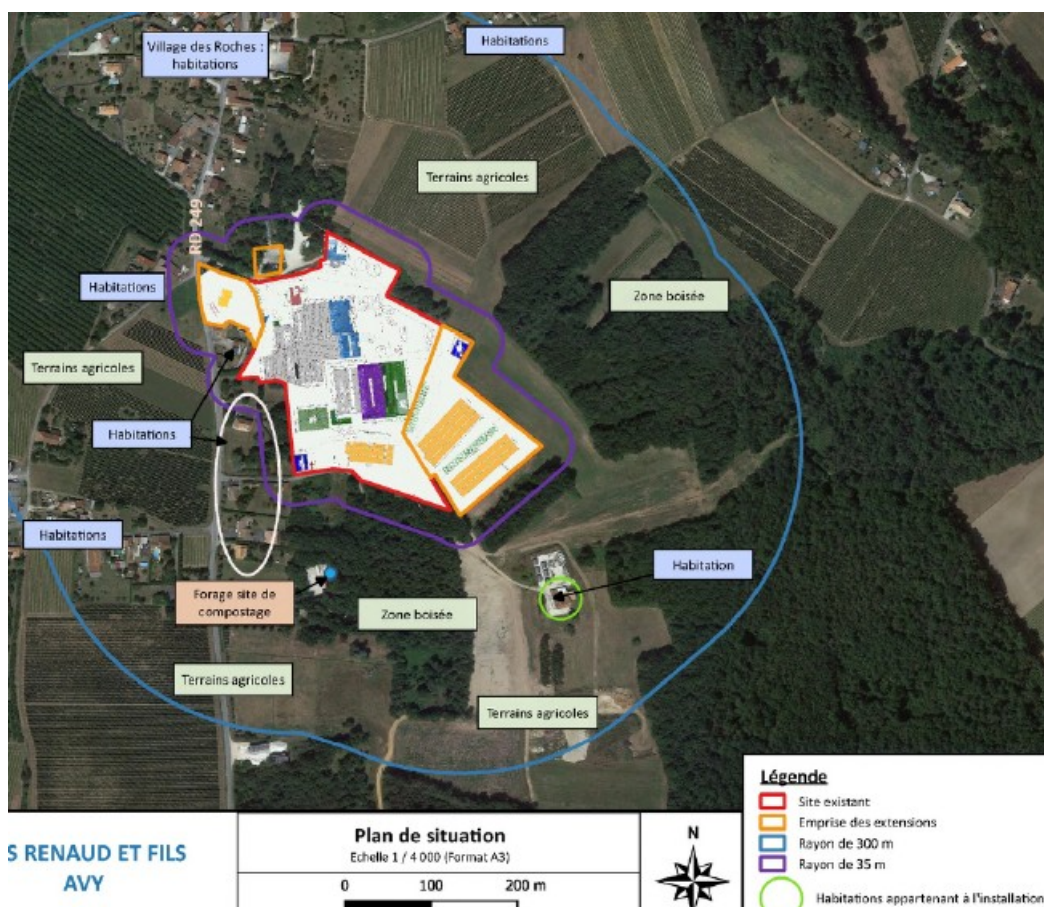 Village des Roches :
habitations
Habitations
Terrains agricoles
RD 249
Habitations
Zone boisée
Terrains agricoles
Habitations
Habitations
Habitation
Forage site de
compostage
Zone boisée
Terrains agricoles
Terrains agricoles
S RENAUD ET FILS
AVY
Plan de situation
Echelle 1 / 4 000 (Format A3)
0 100 200 m
N
Légende
Site existant
Emprise des extensions
Rayon de 300 m
Rayon de 35 m
Habitations appartenant à l'installation